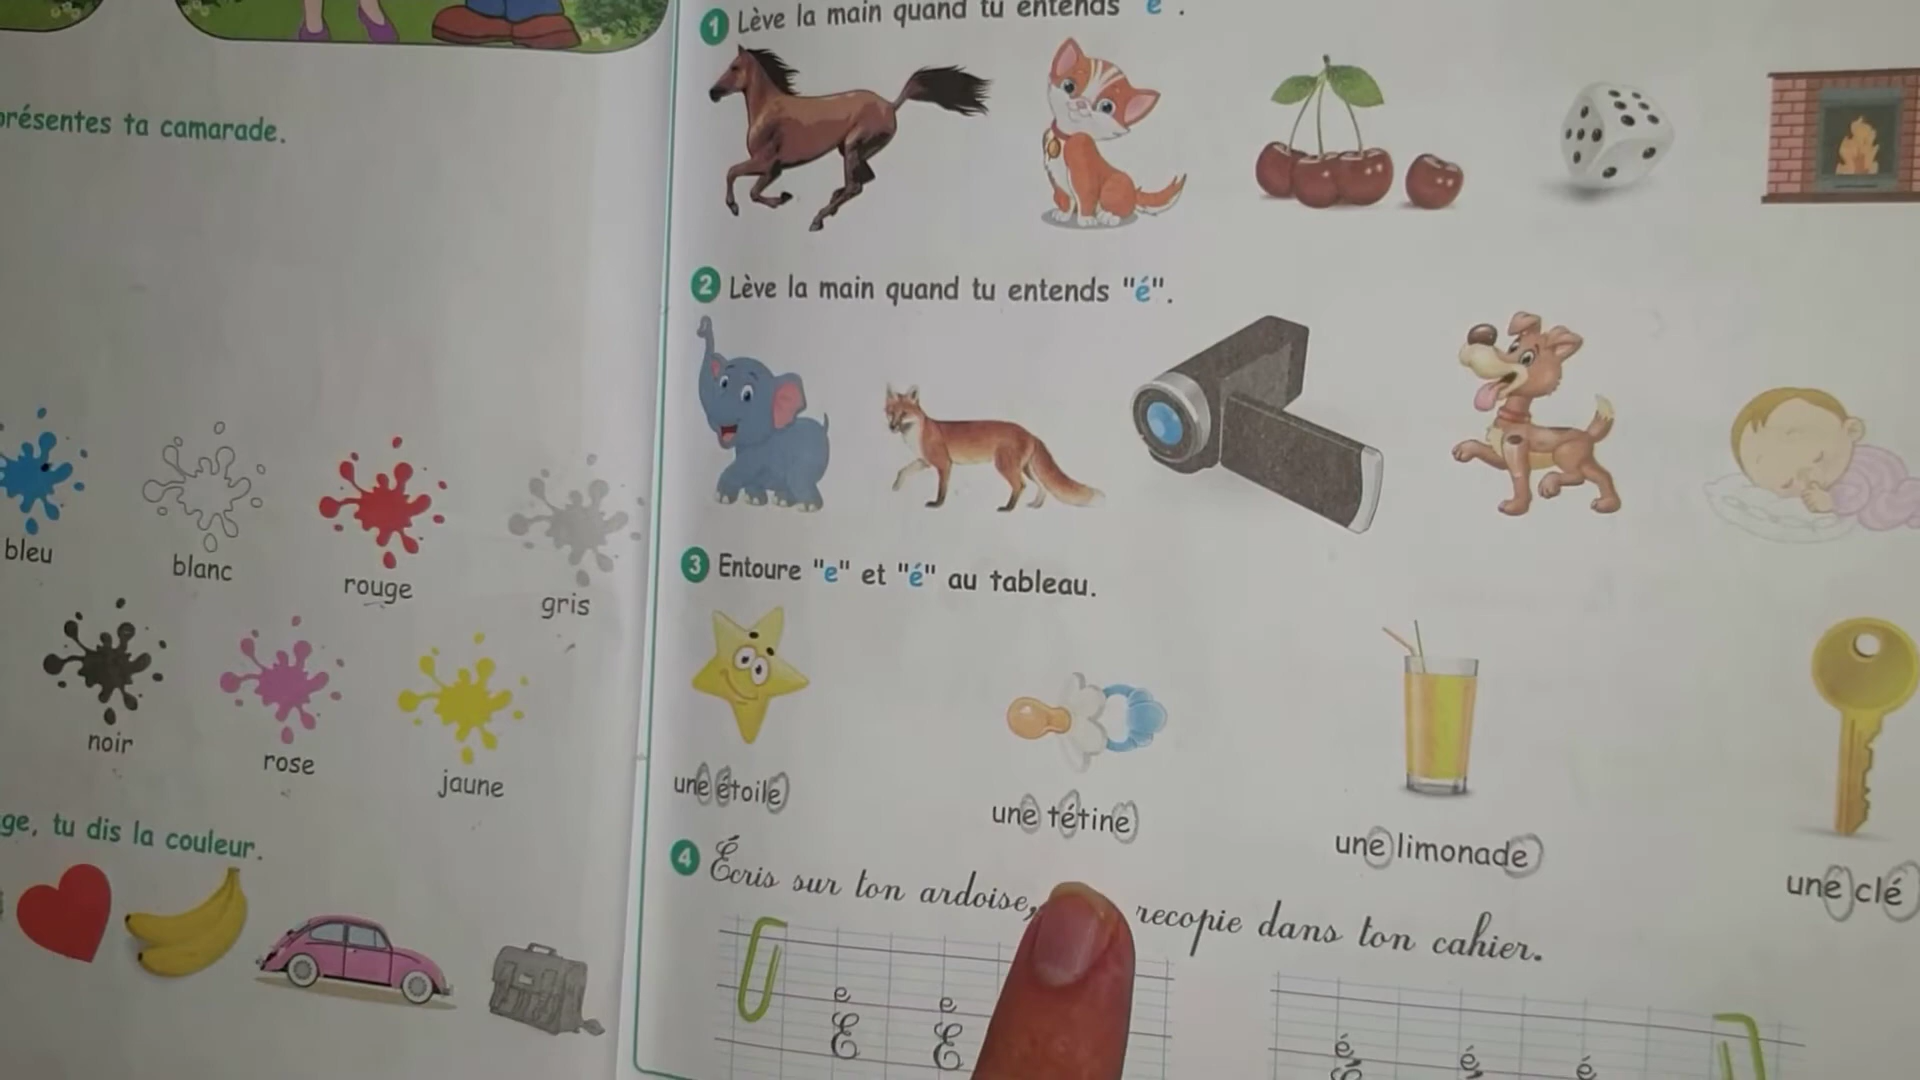 présentes ta camarade.
bleu
blanc
rouge
gris
noir
rose
jaune
ge, tu dis la couleur.
1 Lève la main quand tu entends "e".
2 Lève la main quand tu entends "é".
3 Entoure "e" et "é" au tableau.
une étoile
une tétine
une limonade
une clé
4 Écris sur ton ardoise, recopie dans ton cahier.
e e
E E
é é é